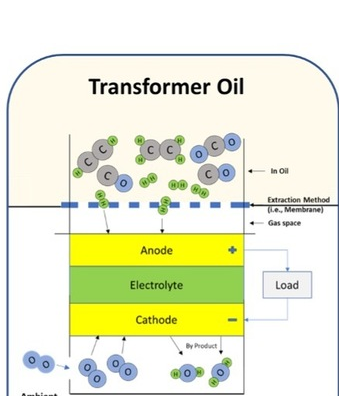 Transformer Oil
H
C
C
H
H
H
C
C
H
H
O
C
O
C
O
C
O
H
H
H
H
H
H
In Oil
H
H
H
H
Extraction Method
(i.e., Membrane)
Gas space
Anode
+
Electrolyte
Load
Cathode
−
By Product
O
O
O
O
O
O
H
O
H
O
H
H
Ambient